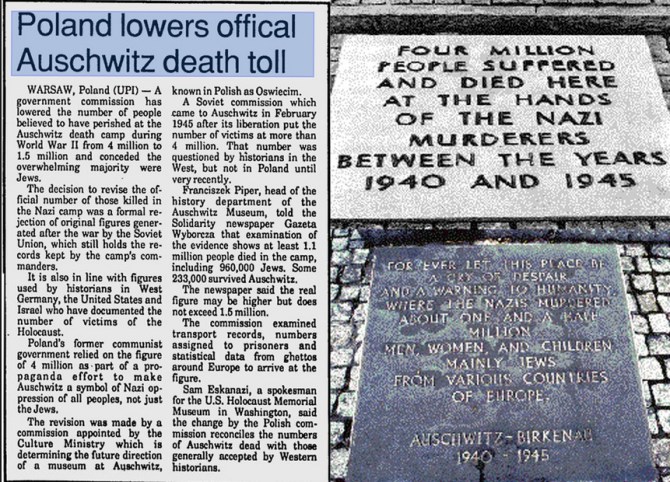 Poland lowers offical
Auschwitz death toll
WARSAW, Poland (UPI) — A
government commission has
lowered the number of people
believed to have perished at the
Auschwitz death camp during
World War II from 4 million to
1.5 million and conceded the
overwhelming majority were
Jews.
The decision to revise the of-
ficial number of those killed in
the Nazi camp was a formal re-
jection of original figures gener-
ated after the war by the Soviet
Union, which still holds the re-
cords kept by the camp's com-
manders.
It is also in line with figures
used by historians in West
Germany, the United States and
Israel who have documented the
number of victims of the
Holocaust.
Poland's former communist
government relied on the figure
of 4 million as part of a pro-
paganda effort to make
Auschwitz a symbol of Nazi op-
pression of all peoples, not just
the Jews.
The revision was made by a
commission appointed by the
Culture Ministry which is
determining the future direction
of a museum at Auschwitz,
known in Polish as Oswiecim.
A Soviet commission which
came to Auschwitz in February
1945 after its liberation put the
number of victims at more than
4 million. That number was
questioned by historians in the
West, but not in Poland until
very recently.
Franciszek Piper, head of the
history department of the
Auschwitz Museum, told the
Solidarity newspaper Gazeta
Wyborcza that examination of
the evidence shows at least 1.1
million people died in the camp,
including 960,000 Jews. Some
233,000 survived Auschwitz.
The newspaper said the real
figure may be higher but does
not exceed 1.5 million.
The commission examined
transport records, numbers
assigned to prisoners and
statistical data from ghettos
around Europe to arrive at the
figure.
Sam Eskanazi, a spokesman
for the U.S. Holocaust Memorial
Museum in Washington, said
the change by the Polish com-
mission reconciles the numbers
of Auschwitz dead with those
generally accepted by Western
historians.
FOUR MILLION
PEOPLE SUFFERED
AND DIED HERE
AT THE HANDS
OF THE NAZI
MURDERERS
BETWEEN THE YEARS
1940 AND 1945
FOR EVER LET THIS PLACE BE
A CRY OF DESPAIR
AND A WARNING TO HUMANITY
WHERE THE NAZIS MURDERED
ABOUT ONE AND A HALF
MILLION
MEN, WOMEN, AND CHILDREN
MAINLY JEWS
FROM VARIOUS COUNTRIES
OF EUROPE.
AUSCHWITZ-BIRKENAU
1940 - 1945